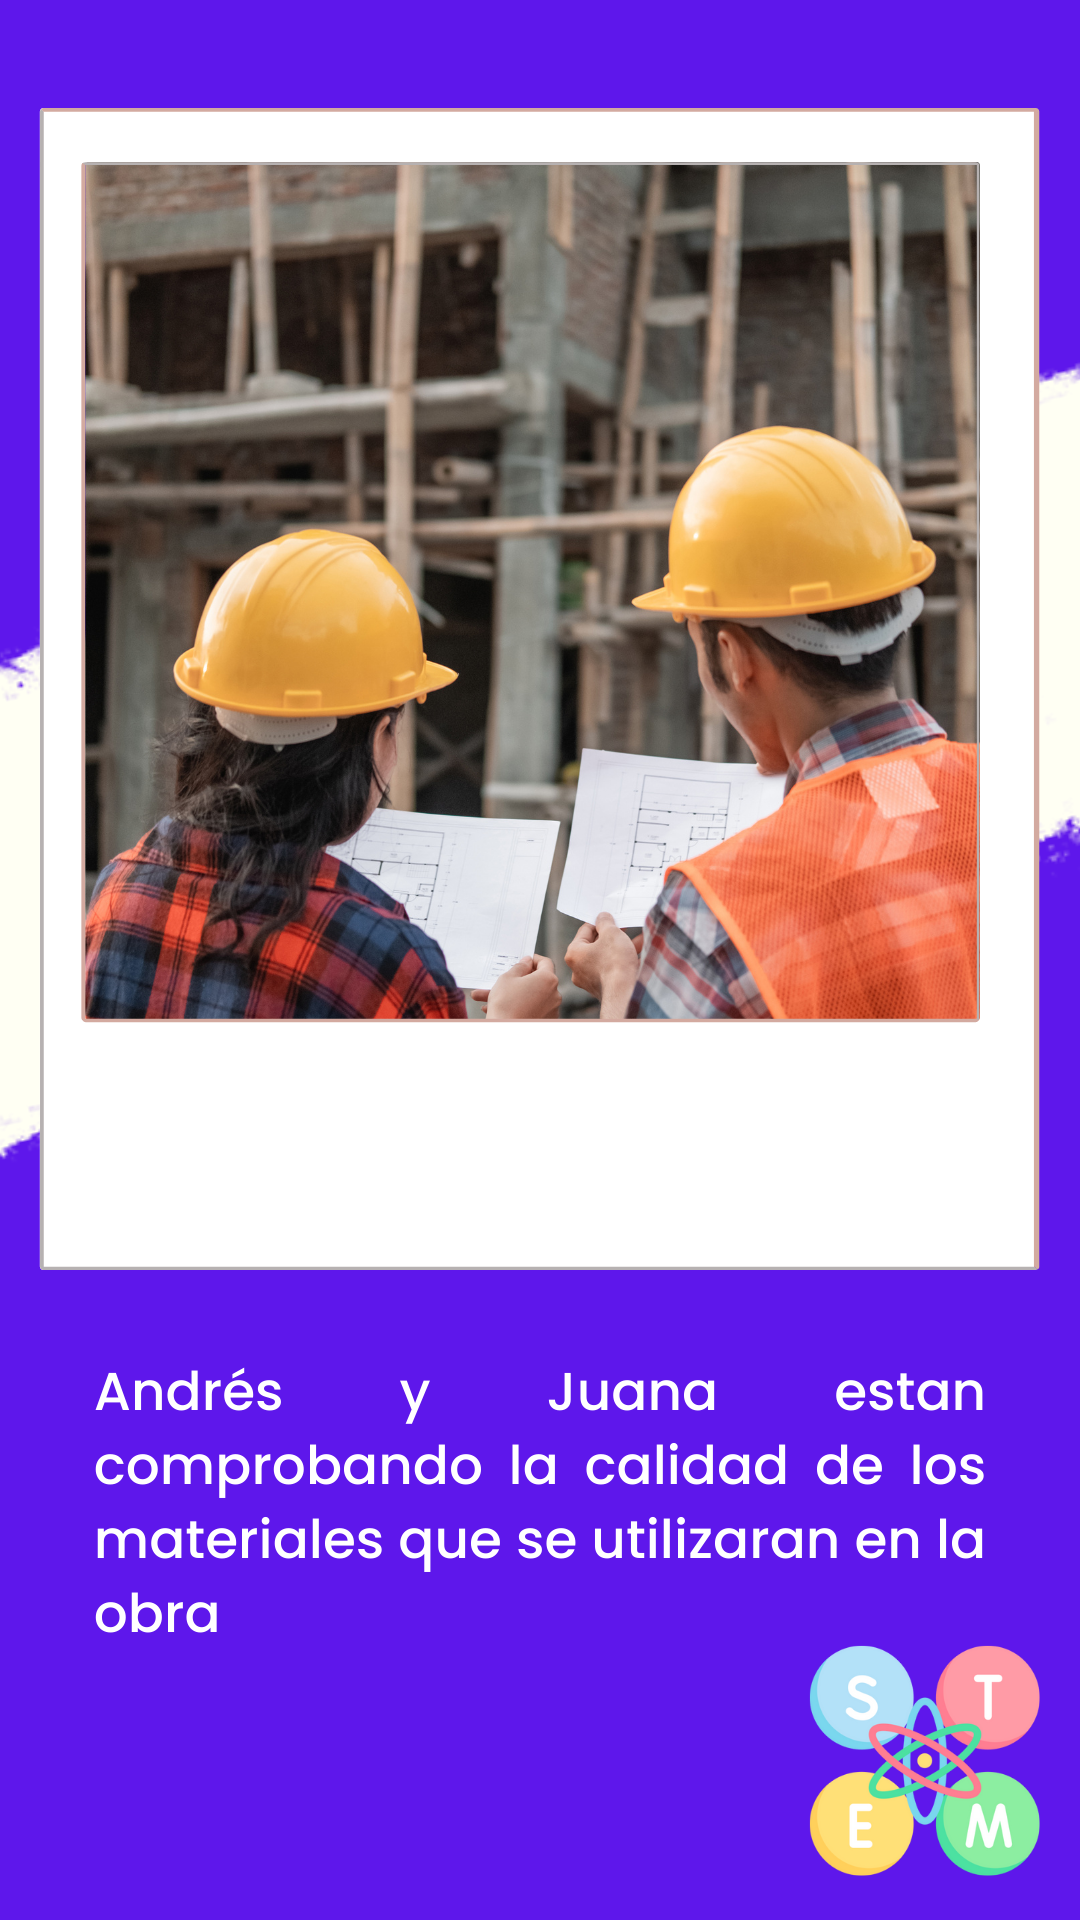 Andrés y Juana estan
comprobando la calidad de los
materiales que se utilizaran en la
obra
S T
E M